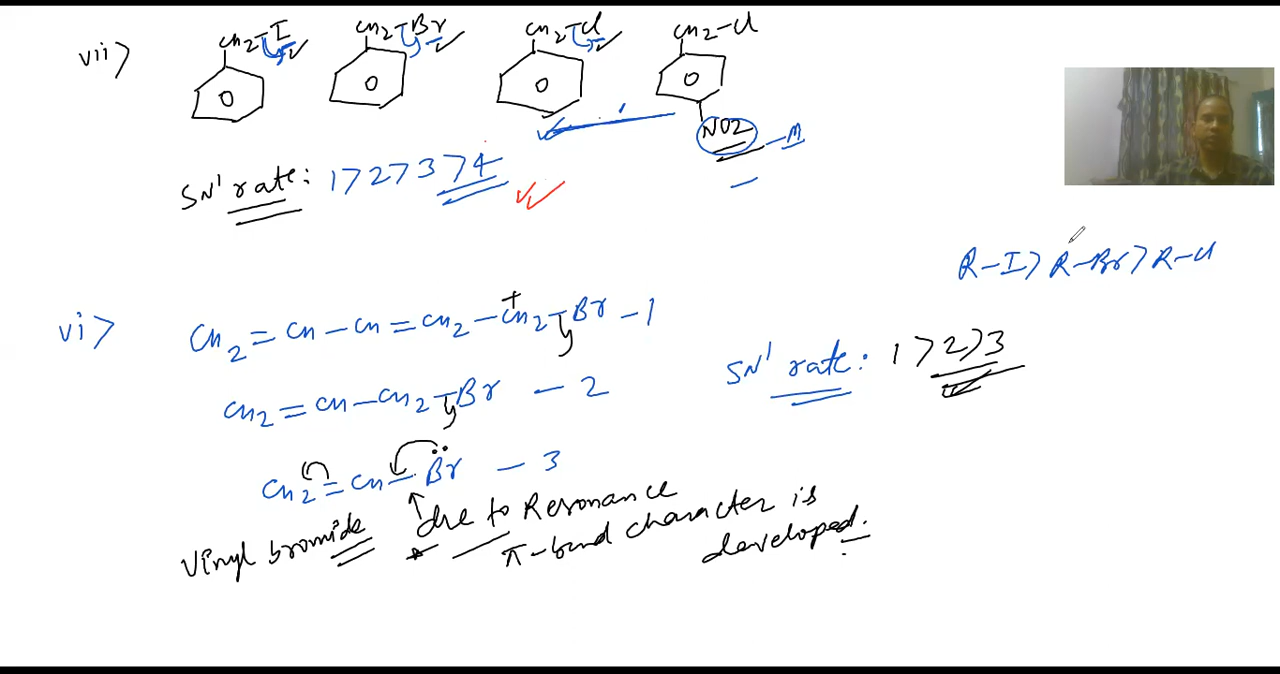 vii>
CH2-I CH2-Br CH2-Cl CH2-Cl
NO2 -M
SN1 rate: 1>2>3>4
R-I>R-Br>R-Cl
vi> CH2=CH-CH=CH2-CH2-Br -1
+
SN1 rate: 1>2>3
CH2=CH-CH2-Br -2
CH2=CH-Br -3
Vinyl bromide due to Resonance
π-bond character is
developed.